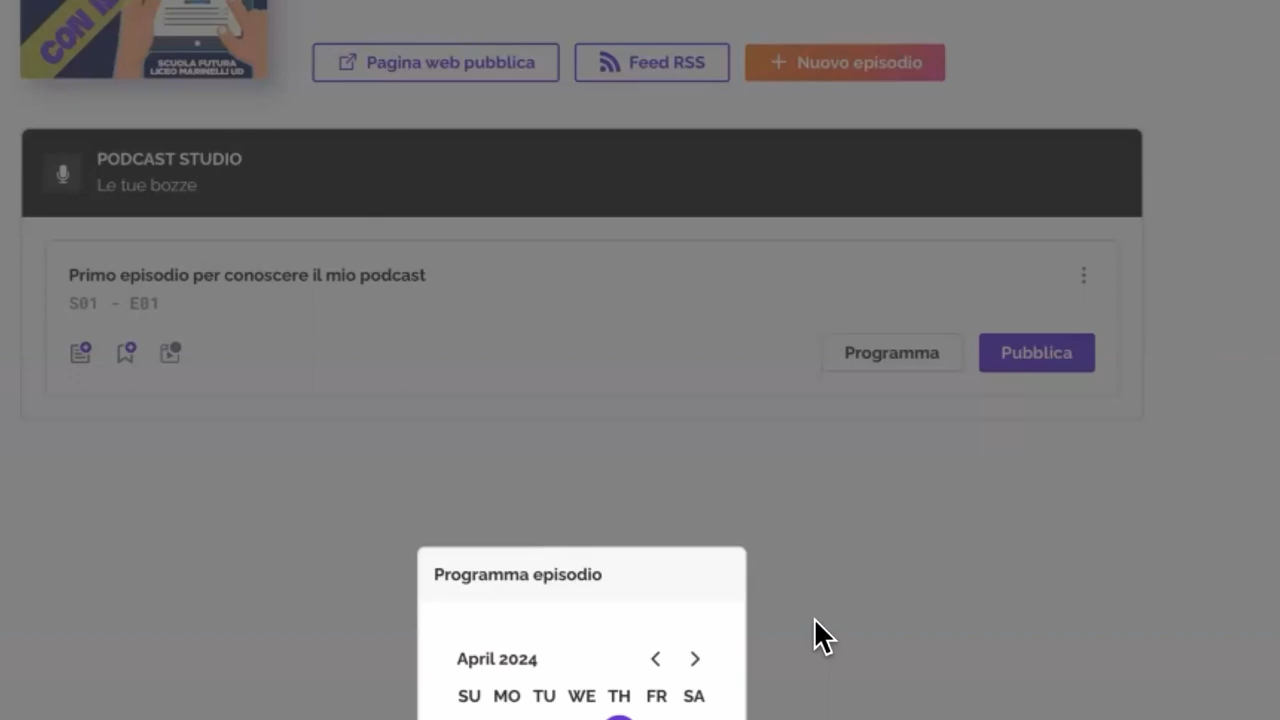 CON
SCUOLA FUTURA
LICEO MARINELLI UD
Pagina web pubblica
Feed RSS
Nuovo episodio
PODCAST STUDIO
Le tue bozze
Primo episodio per conoscere il mio podcast
S01 - E01
Programma
Pubblica
Programma episodio
April 2024
SU MO TU WE TH FR SA